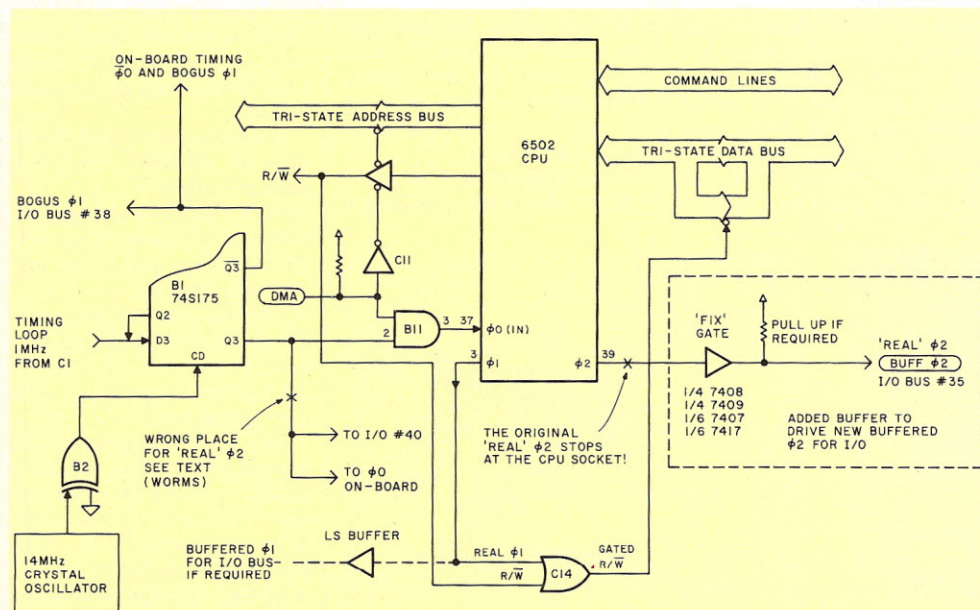 ON-BOARD TIMING
φ̅0 AND BOGUS φ1
BOGUS φ1
I/O BUS #38
B1
74S175
Q̅3̅
Q2
D3
Q3
CD
TIMING
LOOP
1MHz
FROM C1
B2
14MHz
CRYSTAL
OSCILLATOR
TRI-STATE ADDRESS BUS
R/W̅
C11
DMA
2
B11
3
37
6502
CPU
φ0 (IN)
3
φ1
φ2
39
COMMAND LINES
TRI-STATE DATA BUS
WRONG PLACE
FOR 'REAL' φ2
SEE TEXT
(WORMS)
TO I/O #40
TO φ0
ON-BOARD
THE ORIGINAL
'REAL' φ2 STOPS
AT THE CPU SOCKET!
'FIX'
GATE
1/4 7408
1/4 7409
1/6 7407
1/6 7417
PULL UP IF
REQUIRED
'REAL' φ2
BUFF φ2
I/O BUS #35
ADDED BUFFER TO
DRIVE NEW BUFFERED
φ2 FOR I/O
BUFFERED φ1
FOR I/O BUS
IF REQUIRED
LS BUFFER
REAL φ1
R/W̅
C14
GATED
R/W̅